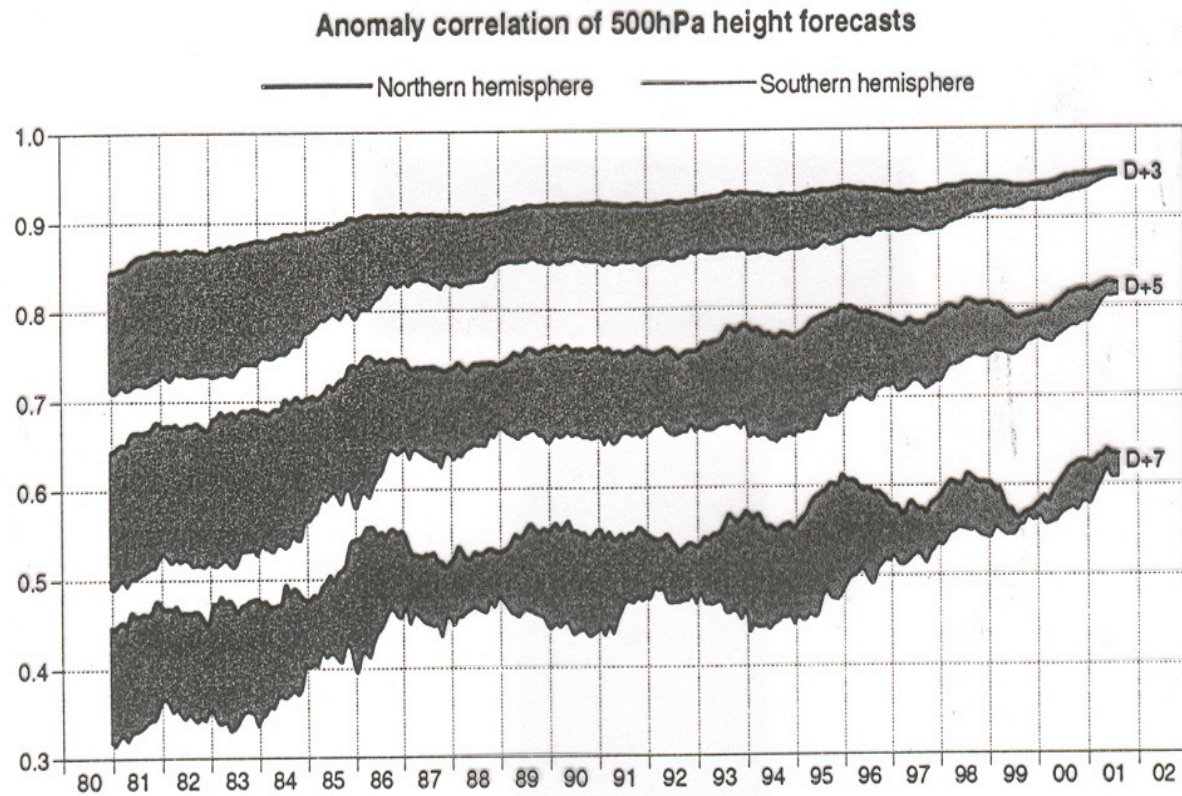 Anomaly correlation of 500hPa height forecasts
Northern hemisphere Southern hemisphere
1.0
D+3
0.9
0.8
D+5
0.7
0.6
D+7
0.5
0.4
0.3
80 81 82 83 84 85 86 87 88 89 90 91 92 93 94 95 96 97 98 99 00 01 02